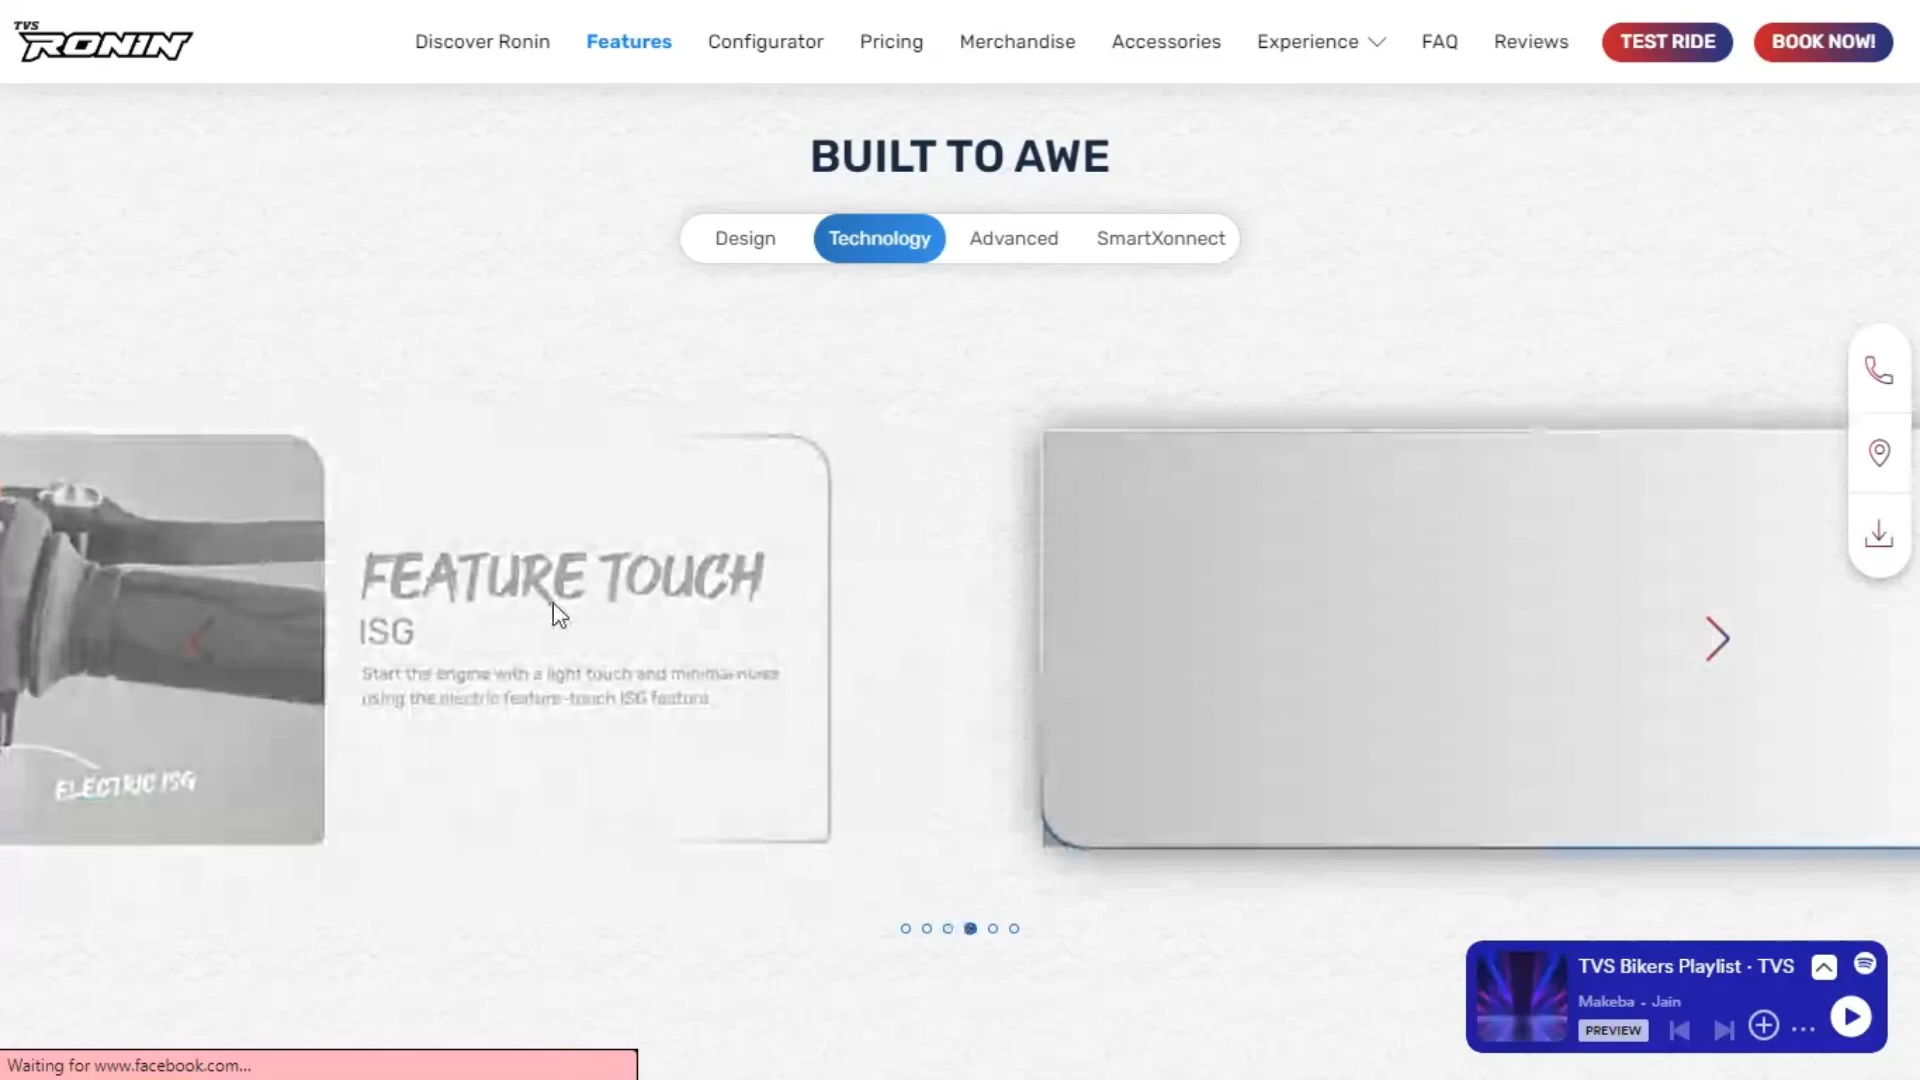 TVS
RONIN
Discover Ronin
Features
Configurator
Pricing
Merchandise
Accessories
Experience
FAQ
Reviews
TEST RIDE
BOOK NOW!
BUILT TO AWE
Design
Technology
Advanced
SmartXonnect
FEATURE TOUCH
ISG
Start the engine with a light touch and minimal noise
using the electric feature-touch ISG feature.
ELECTRIC ISG
TVS Bikers Playlist · TVS
Makeba - Jain
PREVIEW
Waiting for www.facebook.com...